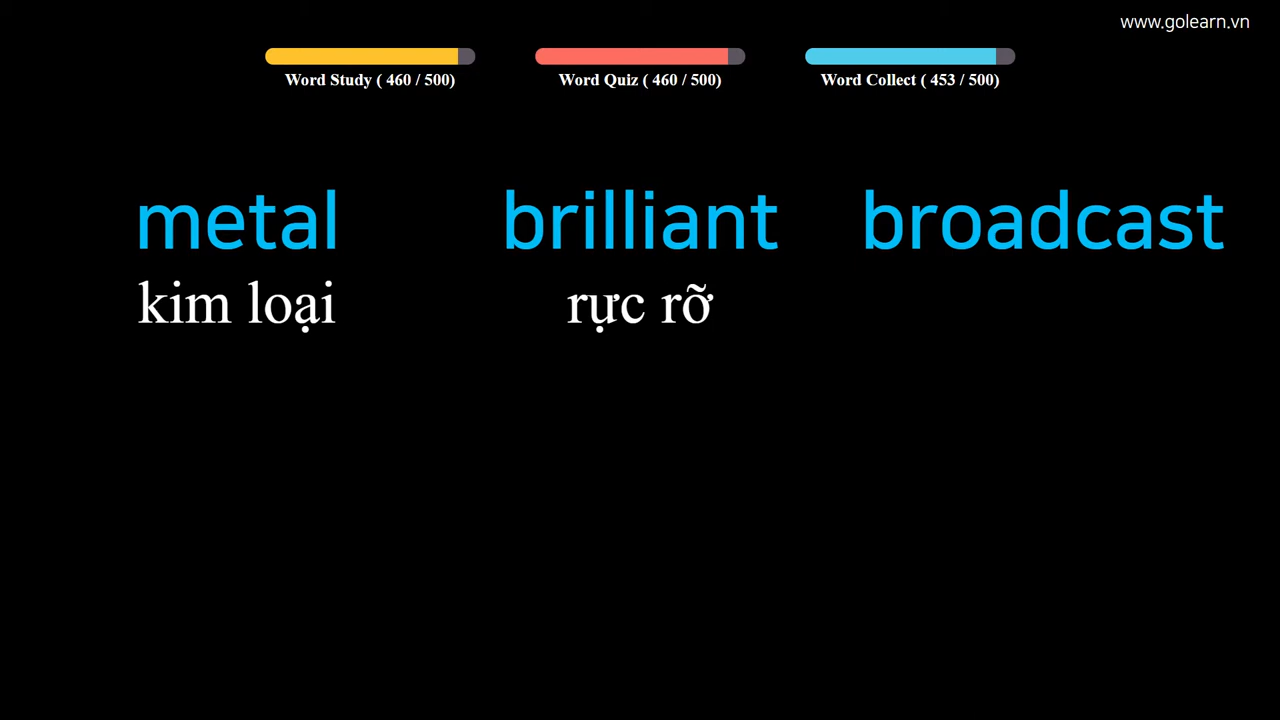 www.golearn.vn
Word Study ( 460 / 500)
Word Quiz ( 460 / 500)
Word Collect ( 453 / 500)
metal
brilliant
broadcast
kim loại
rực rỡ